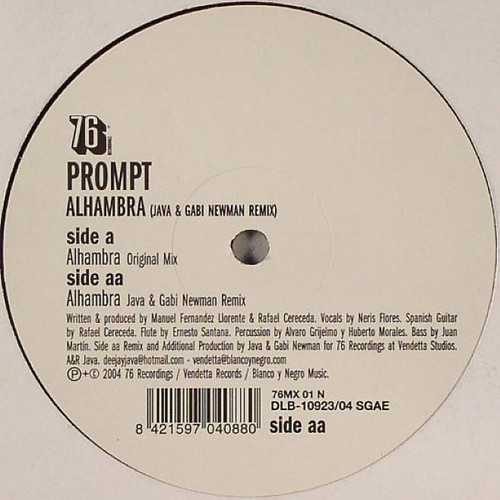 76
RECORDINGS
PROMPT
ALHAMBRA (JAVA & GABI NEWMAN REMIX)
side a
Alhambra Original Mix
side aa
Alhambra Java & Gabi Newman Remix
Written & produced by Manuel Fernandez Llorente & Rafael Cereceda. Vocals by Neris Flores. Spanish Guitar
by Rafael Cereceda. Flute by Ernesto Santana. Percussion by Alvaro Grijelmo y Huberto Morales. Bass by Juan
Martín. Side aa Remix and Additional Production by Java & Gabi Newman for 76 Recordings at Vendetta Studios.
A&R Java. deejayjava@hotmail.com - vendetta@blancoynegro.com
Ⓟ+© 2004 76 Recordings / Vendetta Records / Blanco y Negro Music.
76MX 01 N
DLB-10923/04 SGAE
8 421597 040880 side aa